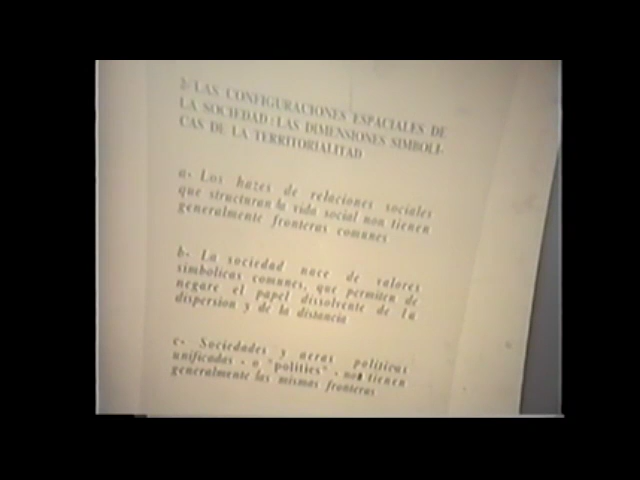 2/ LAS CONFIGURACIONES ESPACIALES DE
LA SOCIEDAD : LAS DIMENSIONES SIMBOLI-
CAS DE LA TERRITORIALITAD
a- Los hazes de relaciones sociales
que structuran la vida social non tienen
generalmente fronteras comunes
b- La sociedad nace de valores
simbolicas comunes, que permiten de
negare el papel dissolvente de la
dispersion y de la distancia
c- Sociedades y aeras politicas
unificadas - o "polities" - non tienen
generalmente las mismas fronteras